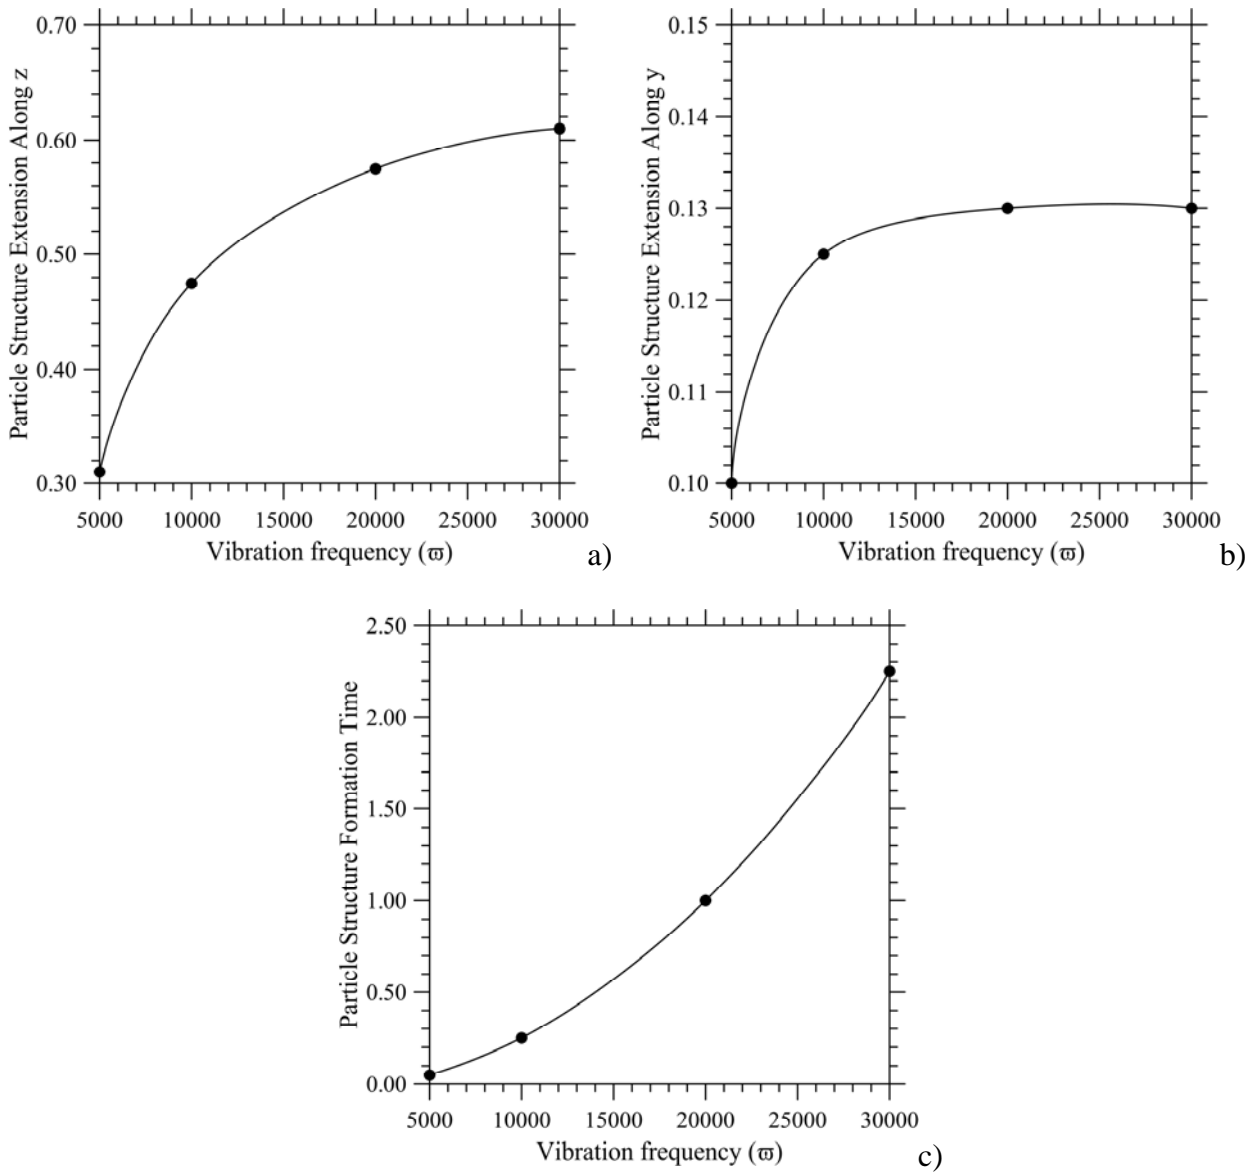 Particle Structure Extension Along z
0.70
0.60
0.50
0.40
0.30
5000 10000 15000 20000 25000 30000
Vibration frequency (ϖ)
a)
Particle Structure Extension Along y
0.15
0.14
0.13
0.12
0.11
0.10
5000 10000 15000 20000 25000 30000
Vibration frequency (ϖ)
b)
Particle Structure Formation Time
2.50
2.00
1.50
1.00
0.50
0.00
5000 10000 15000 20000 25000 30000
Vibration frequency (ϖ)
c)